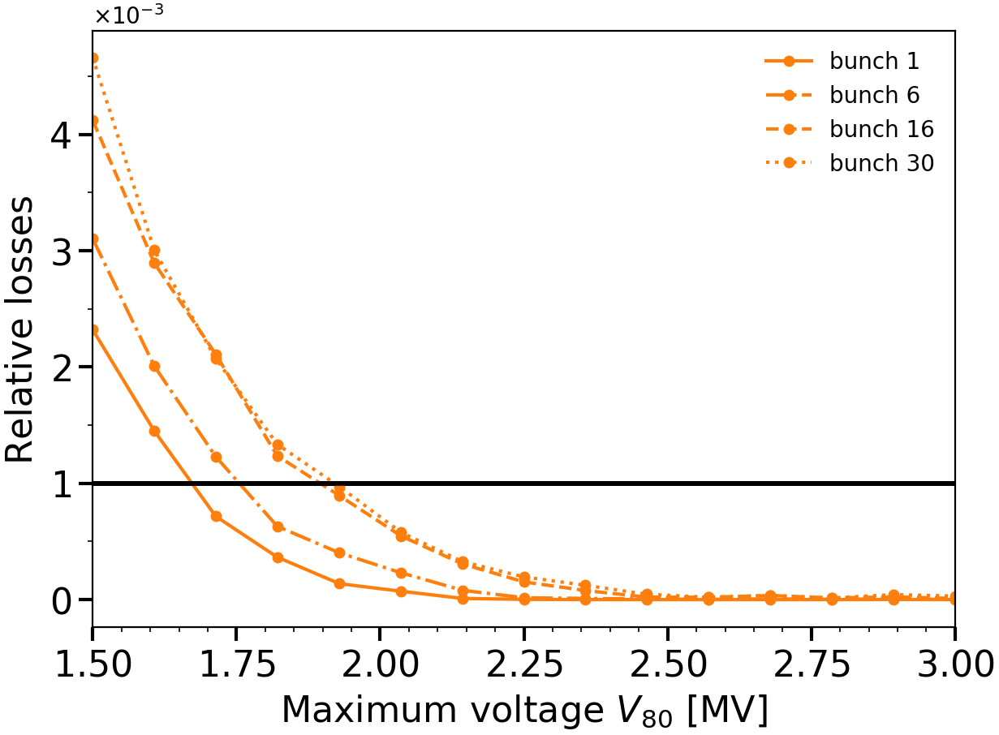 ×10⁻³
bunch 1
bunch 6
bunch 16
bunch 30
4
3
2
1
0
Relative losses
1.50 1.75 2.00 2.25 2.50 2.75 3.00
Maximum voltage V₈₀ [MV]